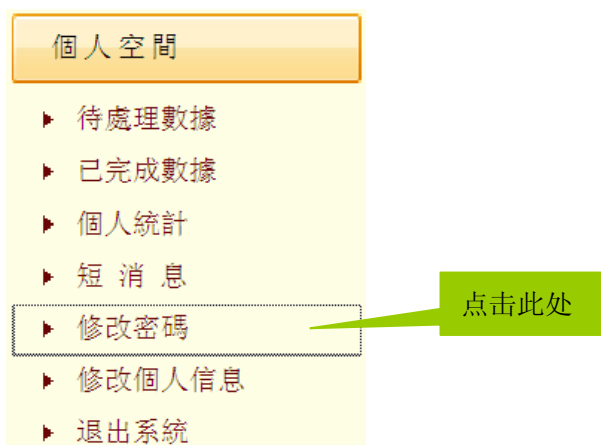 個人空間
待處理數據
已完成數據
個人統計
短 消 息
修改密碼
点击此处
修改個人信息
退出系統